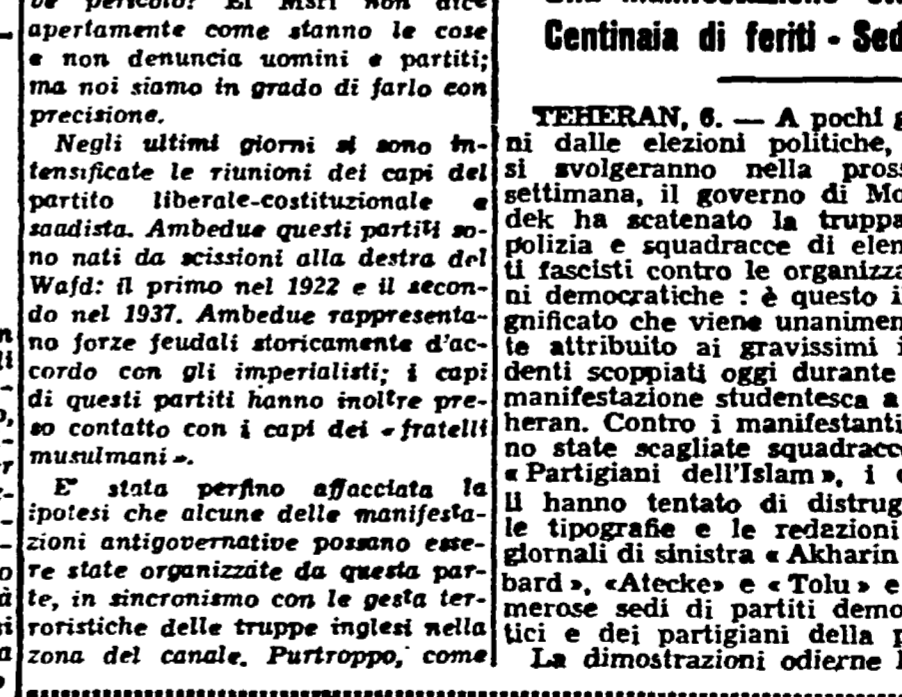 apertamente come stanno le cose
e non denuncia uomini e partiti;
ma noi siamo in grado di farlo con
precisione.
Negli ultimi giorni si sono in-
tensificate le riunioni dei capi del
partito liberale-costituzionale e
saadista. Ambedue questi partiti so-
no nati da scissioni alla destra del
Wafd: il primo nel 1922 e il secon-
do nel 1937. Ambedue rappresenta-
no forze feudali storicamente d'ac-
cordo con gli imperialisti; i capi
di questi partiti hanno inoltre pre-
so contatto con i capi dei « fratelli
musulmani ».
E' stata perfino affacciata la
ipotesi che alcune delle manifesta-
zioni antigovernative possano esse-
re state organizzate da questa par-
te, in sincronismo con le gesta ter-
roristiche delle truppe inglesi nella
zona del canale. Purtroppo, come
Centinaia di feriti - Sed
TEHERAN, 6. — A pochi g
ni dalle elezioni politiche,
si svolgeranno nella pross
settimana, il governo di Mo
dek ha scatenato la truppa
polizia e squadracce di elem
ti fascisti contro le organizza
ni democratiche : è questo i
gnificato che viene unanimen
te attribuito ai gravissimi i
denti scoppiati oggi durante
manifestazione studentesca a
heran. Contro i manifestanti
no state scagliate squadracce
« Partigiani dell'Islam », i
li hanno tentato di distrug
le tipografie e le redazioni
giornali di sinistra « Akharin
bard », «Atecke» e « Tolu » e
merose sedi di partiti demo
tici e dei partigiani della p
La dimostrazioni odierne